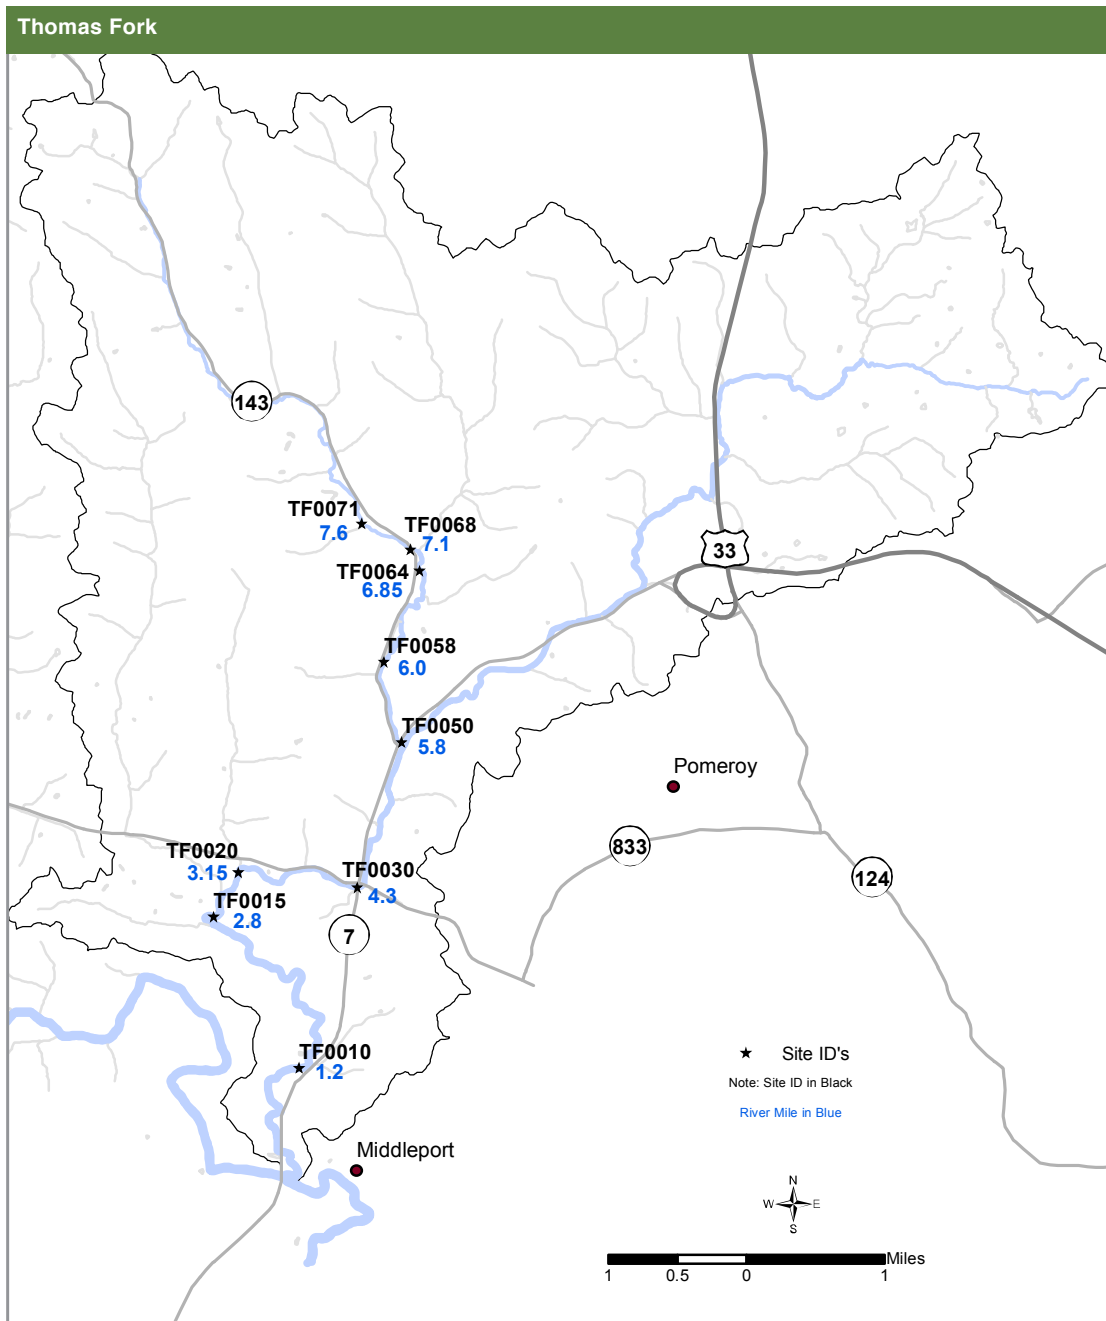 Thomas Fork
143
TF0071
7.6
TF0068
7.1
TF0064
6.85
33
TF0058
6.0
TF0050
5.8
Pomeroy
833
TF0020
3.15
TF0030
4.3
124
TF0015
2.8
7
TF0010
1.2
Site ID's
Note: Site ID in Black
River Mile in Blue
Middleport
N
W E
S
Miles
1 0.5 0 1